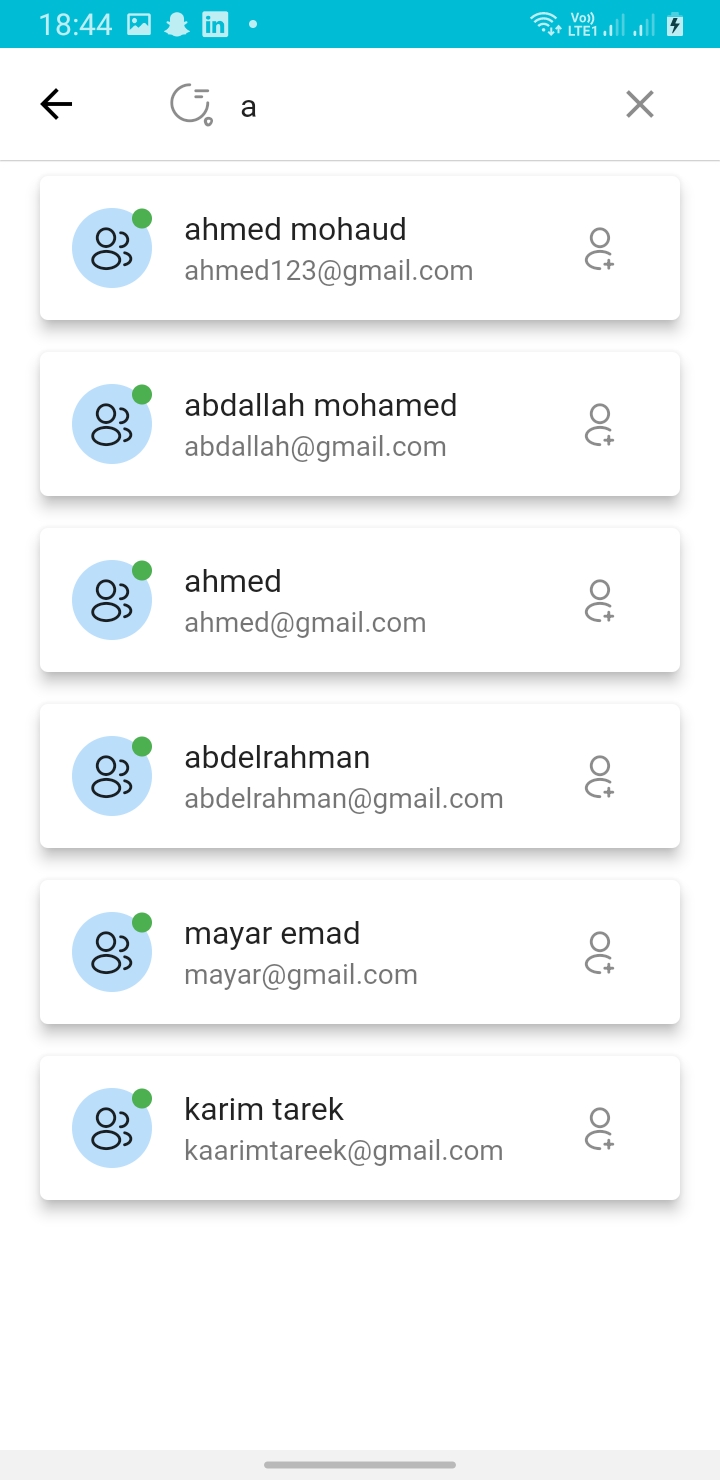 18:44
Vo))
LTE1
a
ahmed mohaud
ahmed123@gmail.com
abdallah mohamed
abdallah@gmail.com
ahmed
ahmed@gmail.com
abdelrahman
abdelrahman@gmail.com
mayar emad
mayar@gmail.com
karim tarek
kaarimtareek@gmail.com